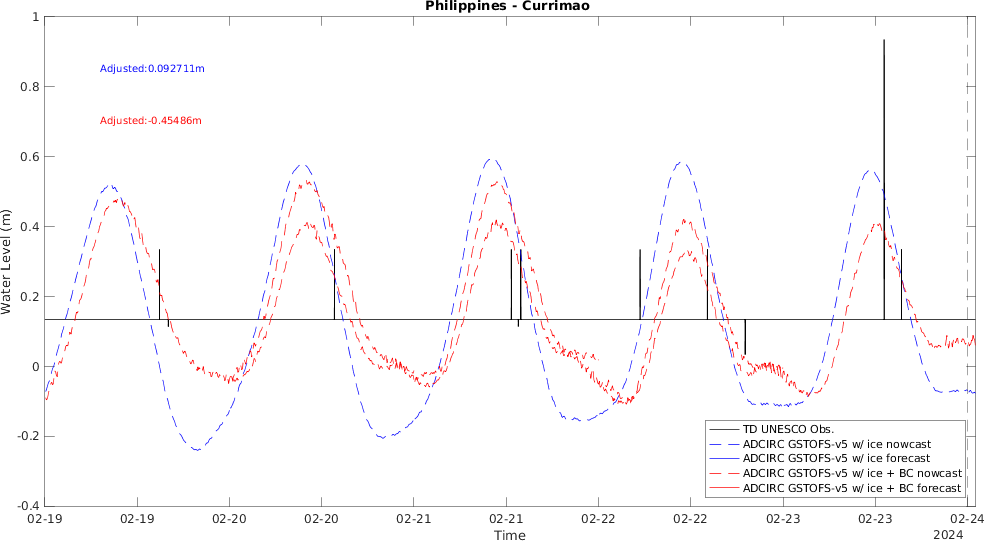 Philippines - Currimao
Water Level (m)
1
0.8
0.6
0.4
0.2
0
-0.2
-0.4
Adjusted:0.092711m
Adjusted:-0.45486m
TD UNESCO Obs.
ADCIRC GSTOFS-v5 w/ ice nowcast
ADCIRC GSTOFS-v5 w/ ice forecast
ADCIRC GSTOFS-v5 w/ ice + BC nowcast
ADCIRC GSTOFS-v5 w/ ice + BC forecast
02-19 02-19 02-20 02-20 02-21 02-21 02-22 02-22 02-23 02-23 02-24
Time
2024